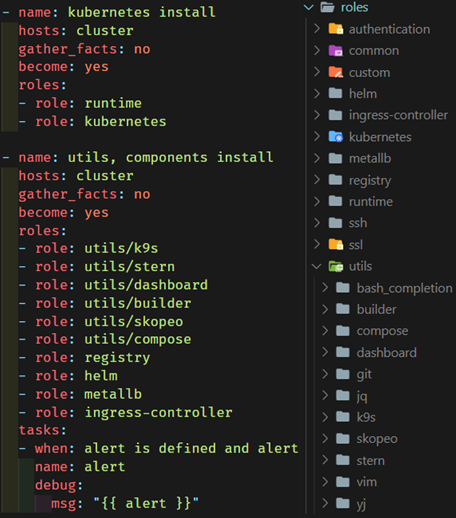 - name: kubernetes install
  hosts: cluster
  gather_facts: no
  become: yes
  roles:
  - role: runtime
  - role: kubernetes

- name: utils, components install
  hosts: cluster
  gather_facts: no
  become: yes
  roles:
  - role: utils/k9s
  - role: utils/stern
  - role: utils/dashboard
  - role: utils/builder
  - role: utils/skopeo
  - role: utils/compose
  - role: registry
  - role: helm
  - role: metallb
  - role: ingress-controller
  tasks:
  - when: alert is defined and alert
    name: alert
    debug:
      msg: "{{ alert }}"
roles
authentication
common
custom
helm
ingress-controller
kubernetes
metallb
registry
runtime
ssh
ssl
utils
bash_completion
builder
compose
dashboard
git
jq
k9s
skopeo
stern
vim
yj